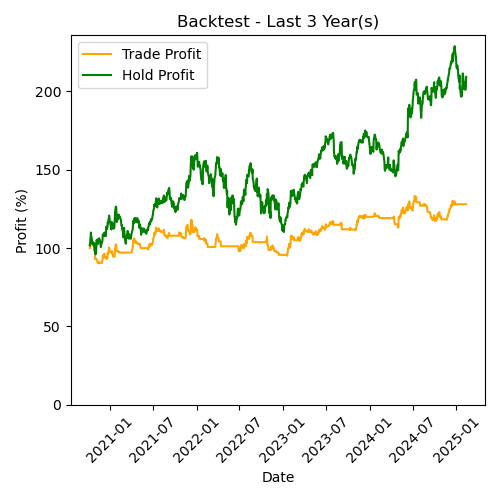 Backtest - Last 3 Year(s)
Trade Profit
Hold Profit
Profit (%)
200
150
100
50
0
2021-01
2021-07
2022-01
2022-07
2023-01
2023-07
2024-01
2024-07
2025-01
Date